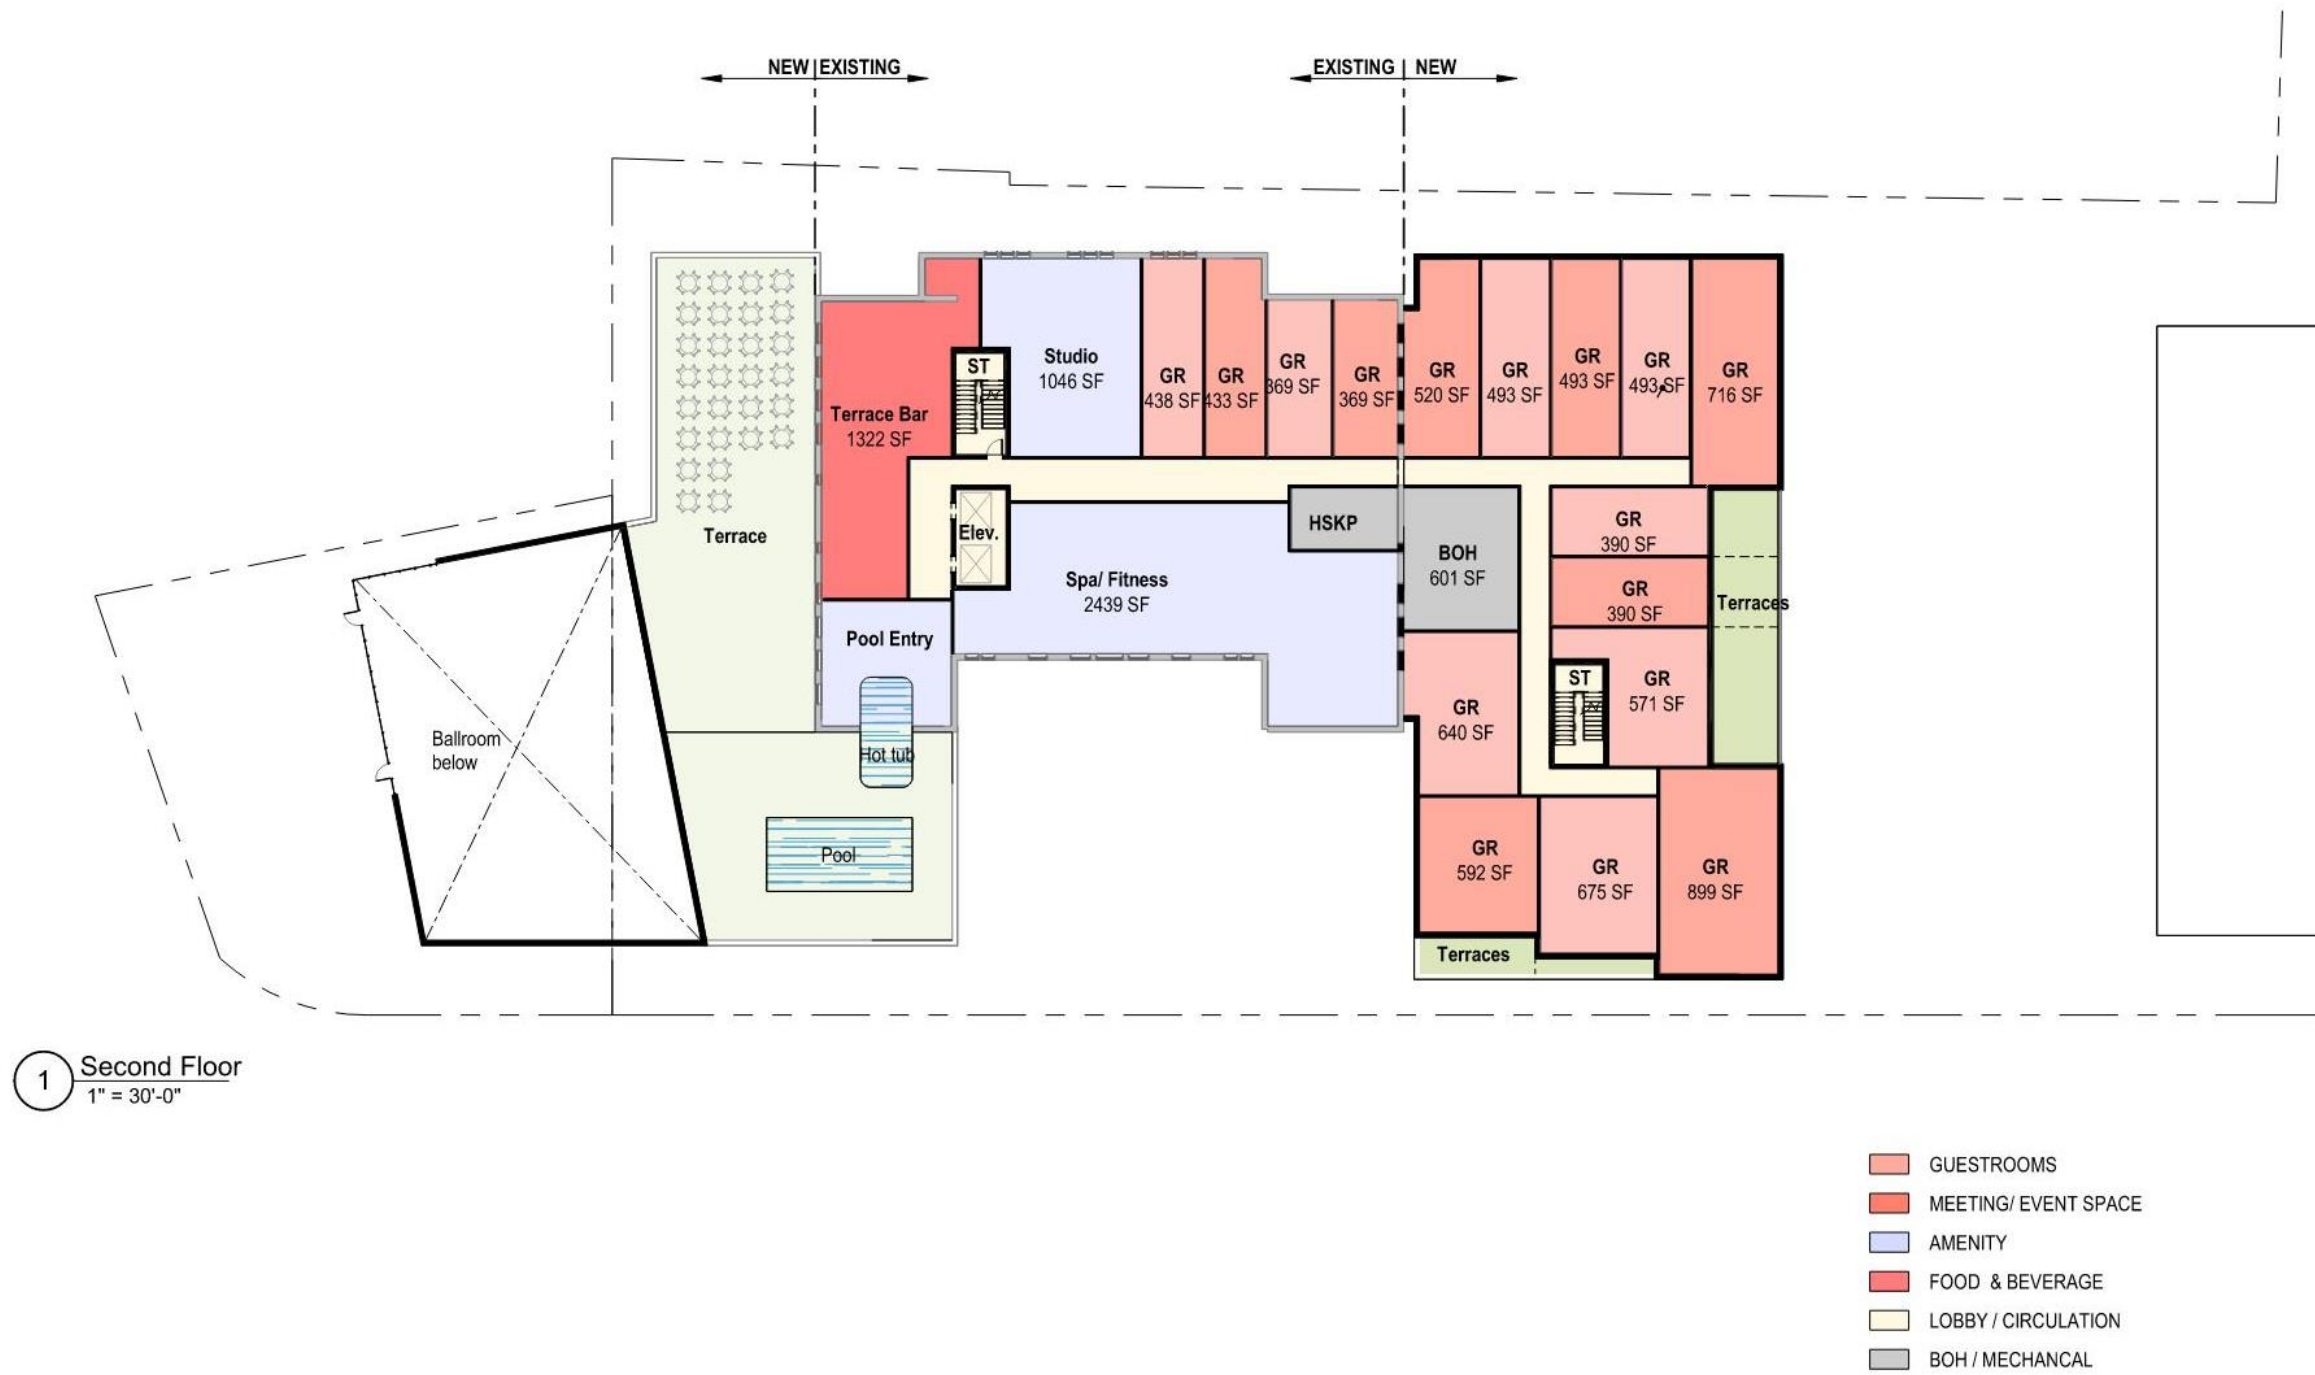 NEW EXISTING
EXISTING NEW
ST
Studio
1046 SF
Terrace Bar
1322 SF
GR
438 SF
GR
433 SF
GR
369 SF
GR
369 SF
GR
520 SF
GR
493 SF
GR
493 SF
GR
493 SF
GR
716 SF
Terrace
Elev.
HSKP
BOH
601 SF
GR
390 SF
GR
390 SF
Terraces
Spa/ Fitness
2439 SF
Pool Entry
ST
GR
571 SF
GR
640 SF
Ballroom
below
Hot tub
Pool
GR
592 SF
GR
675 SF
GR
899 SF
Terraces
1
Second Floor
1" = 30'-0"
GUESTROOMS
MEETING/ EVENT SPACE
AMENITY
FOOD & BEVERAGE
LOBBY / CIRCULATION
BOH / MECHANCAL